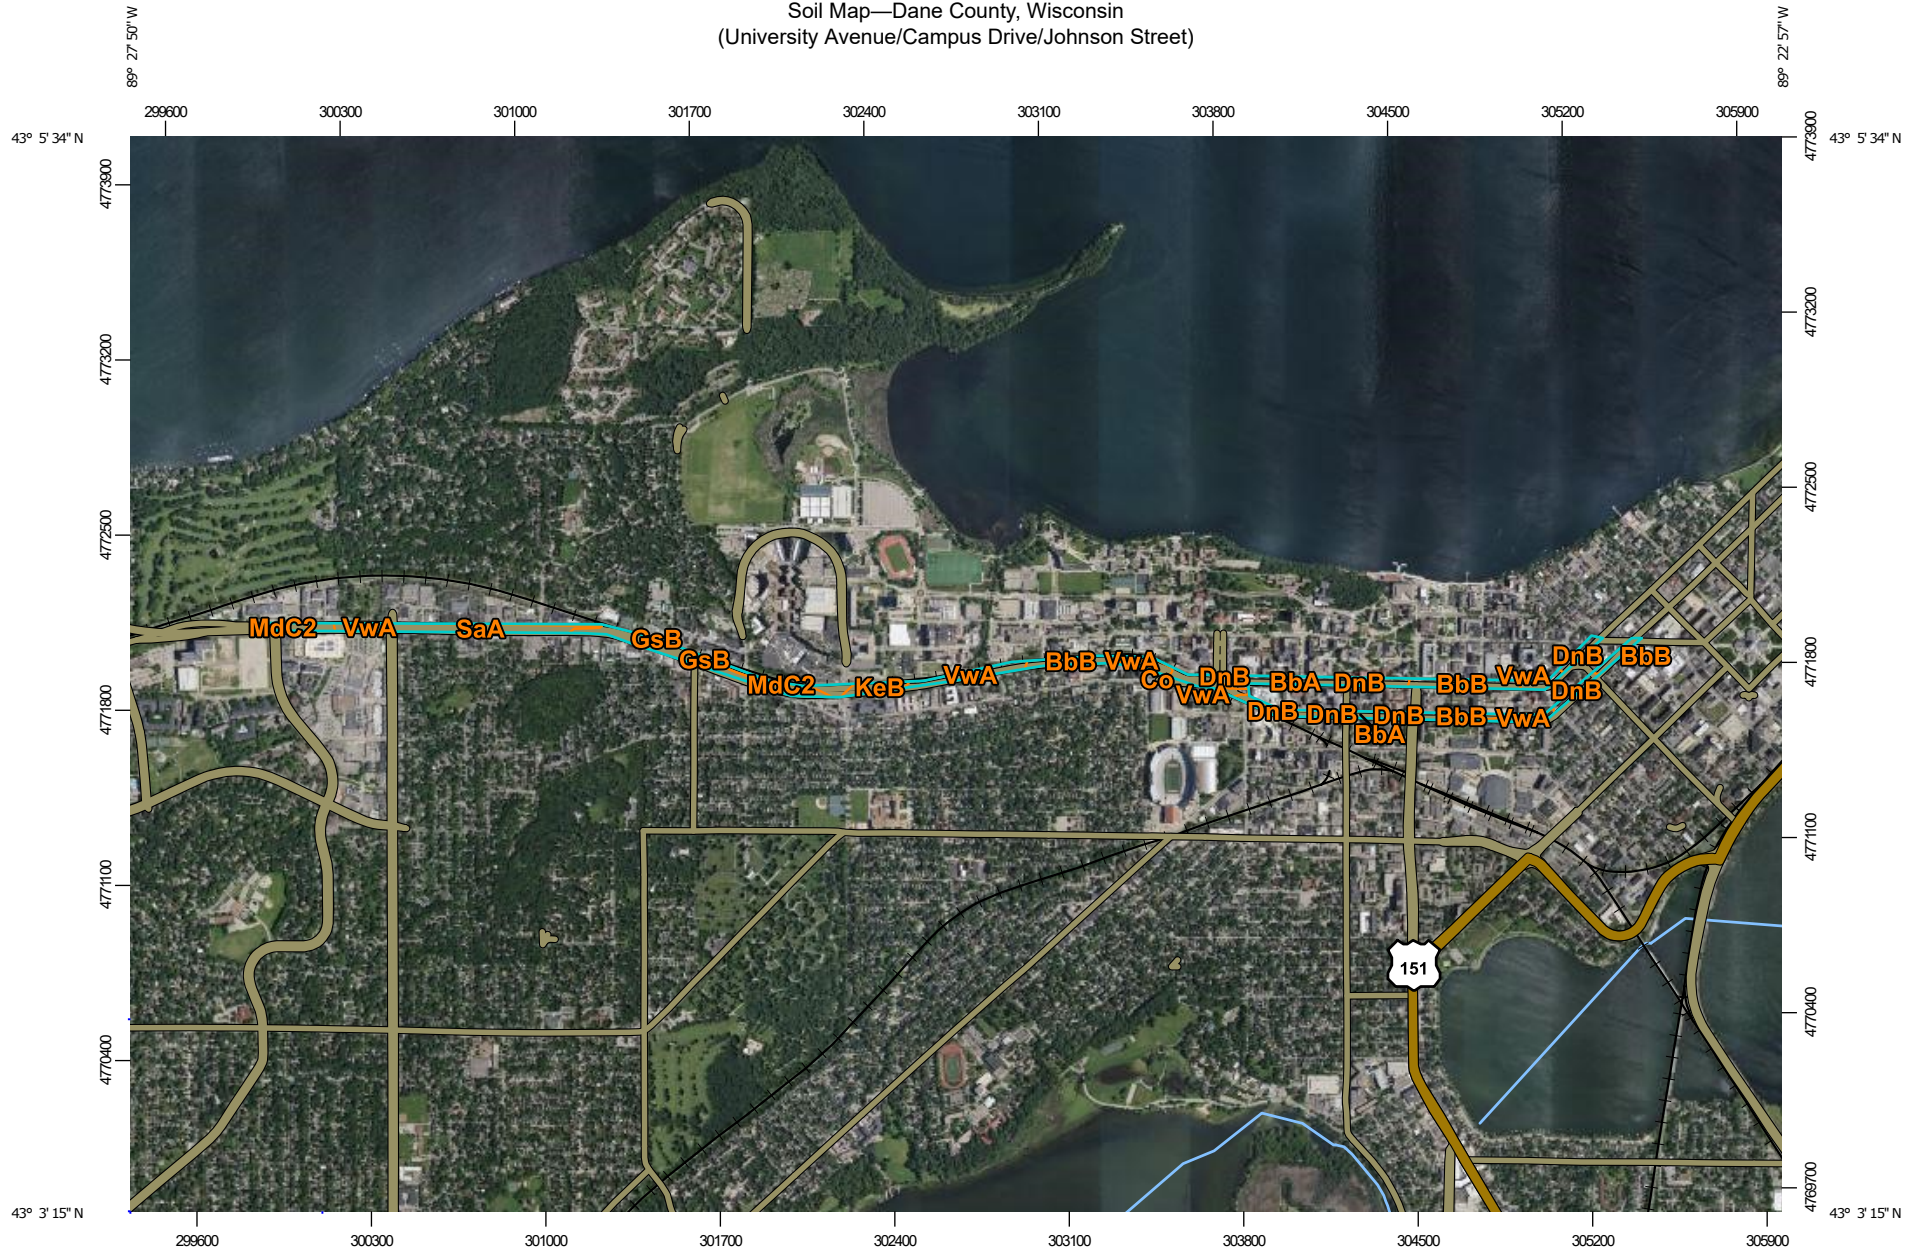 Soil Map—Dane County, Wisconsin
(University Avenue/Campus Drive/Johnson Street)
89° 27' 50'' W
89° 22' 57'' W
299600 300300 301000 301700 302400 303100 303800 304500 305200 305900
43° 5' 34'' N
43° 5' 34'' N
4773900
4773200
4772500
4771800
4771100
4770400
4773900
4773200
4772500
4771800
4771100
4770400
4769700
MdC2 VwA SaA GsB
GsB
MdC2 KeB VwA BbB VwA
Co VwA DnB BbA DnB BbB VwA DnB BbB
DnB DnB DnB BbB VwA DnB
BbA
151
43° 3' 15'' N
43° 3' 15'' N
299600 300300 301000 301700 302400 303100 303800 304500 305200 305900